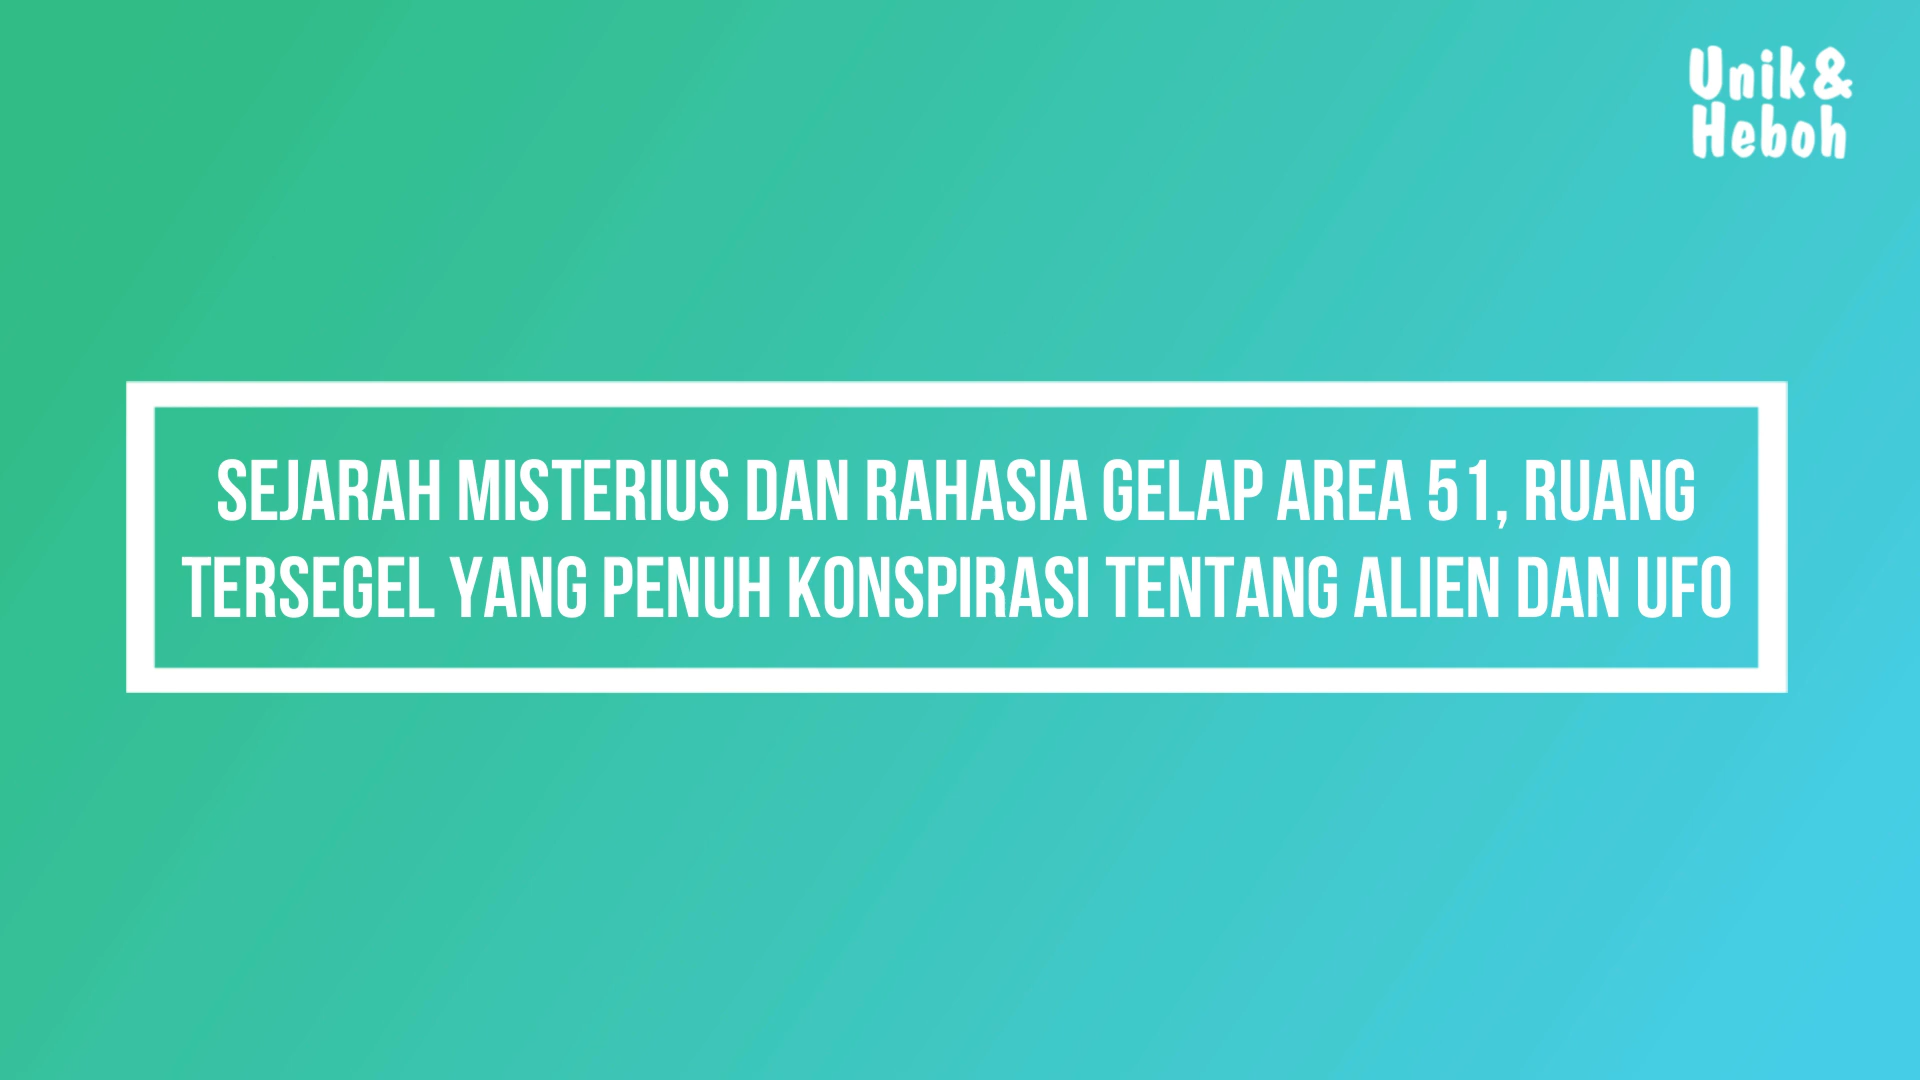 Unik&
Heboh
SEJARAH MISTERIUS DAN RAHASIA GELAP AREA 51, RUANG
TERSEGEL YANG PENUH KONSPIRASI TENTANG ALIEN DAN UFO